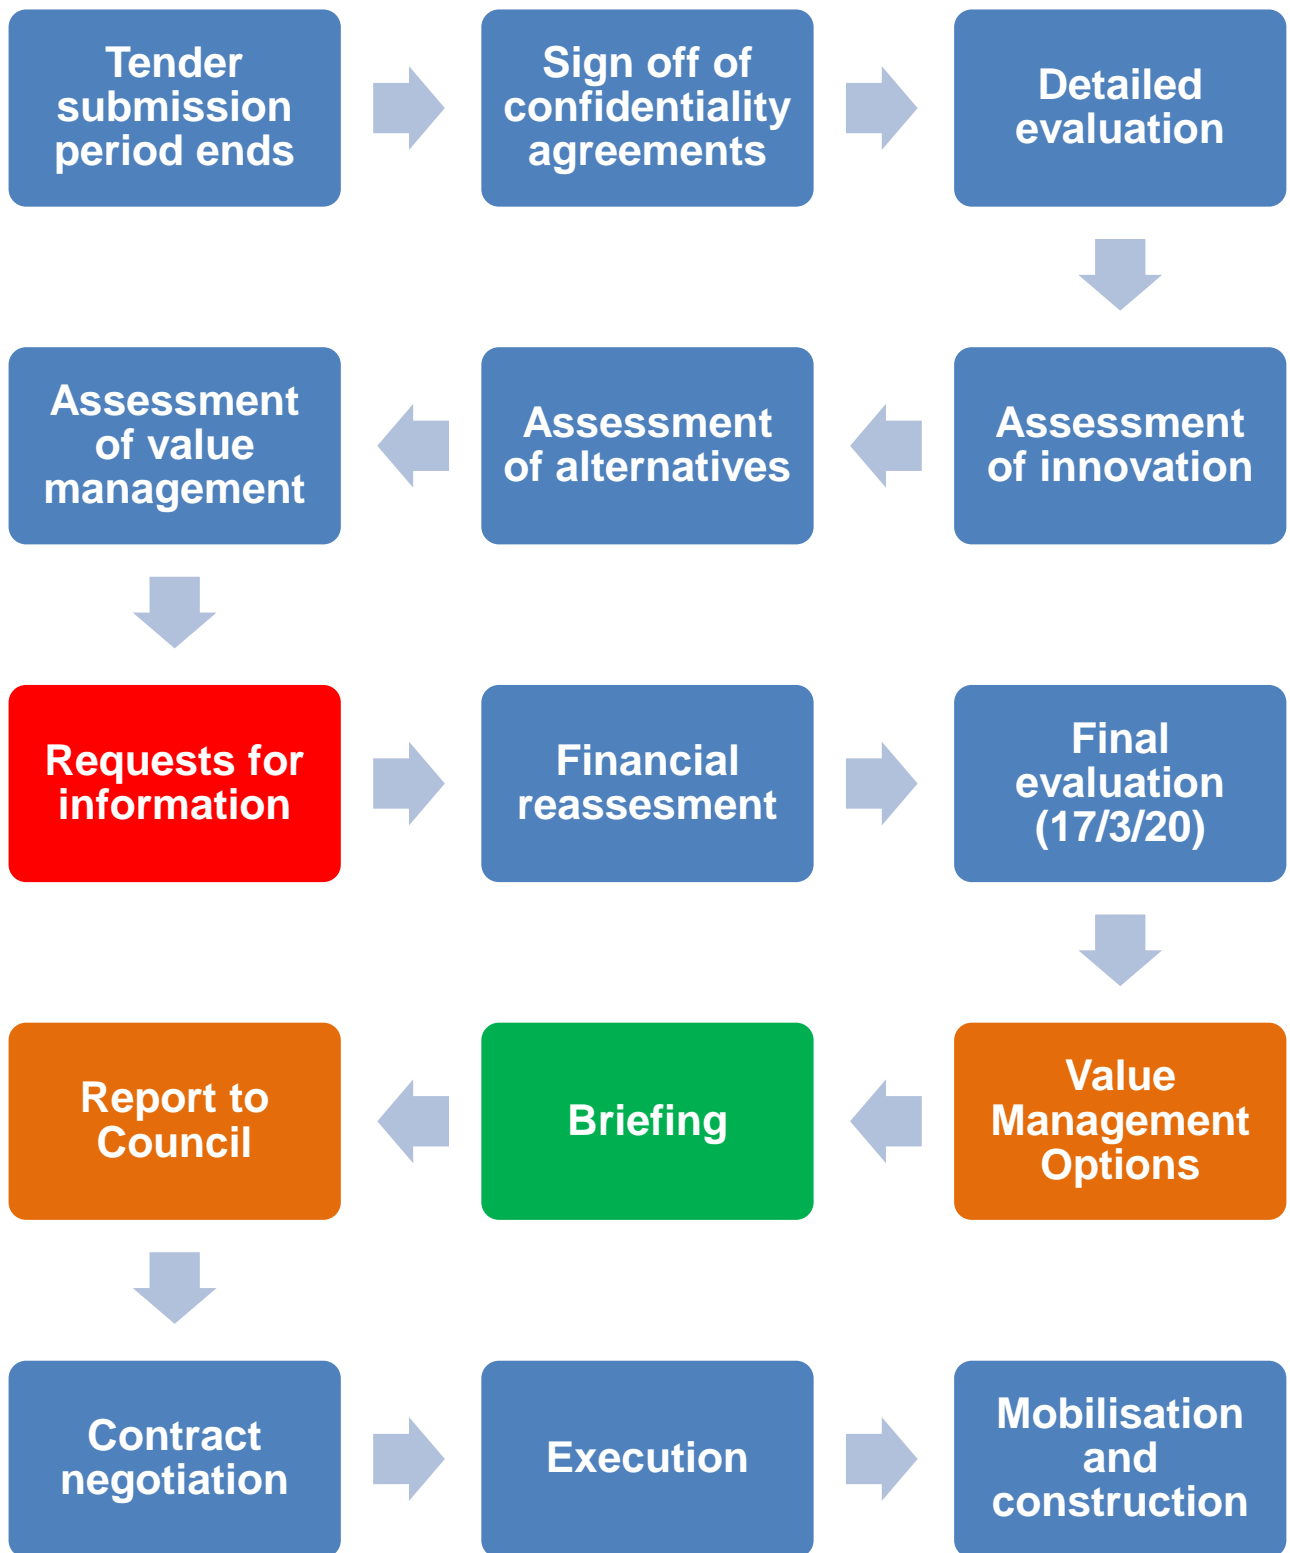 Tender
submission
period ends
Sign off of
confidentiality
agreements
Detailed
evaluation
Assessment
of innovation
Assessment
of alternatives
Assessment
of value
management
Requests for
information
Financial
reassesment
Final
evaluation
(17/3/20)
Value
Management
Options
Briefing
Report to
Council
Contract
negotiation
Execution
Mobilisation
and
construction